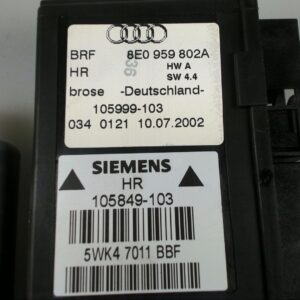 BRF 8E0 959 802A
HR 36 HW A
SW 4.4
brose -Deutschland-
105999-103
034 0121 10.07.2002
SIEMENS
HR
105849-103
5WK4 7011 BBF